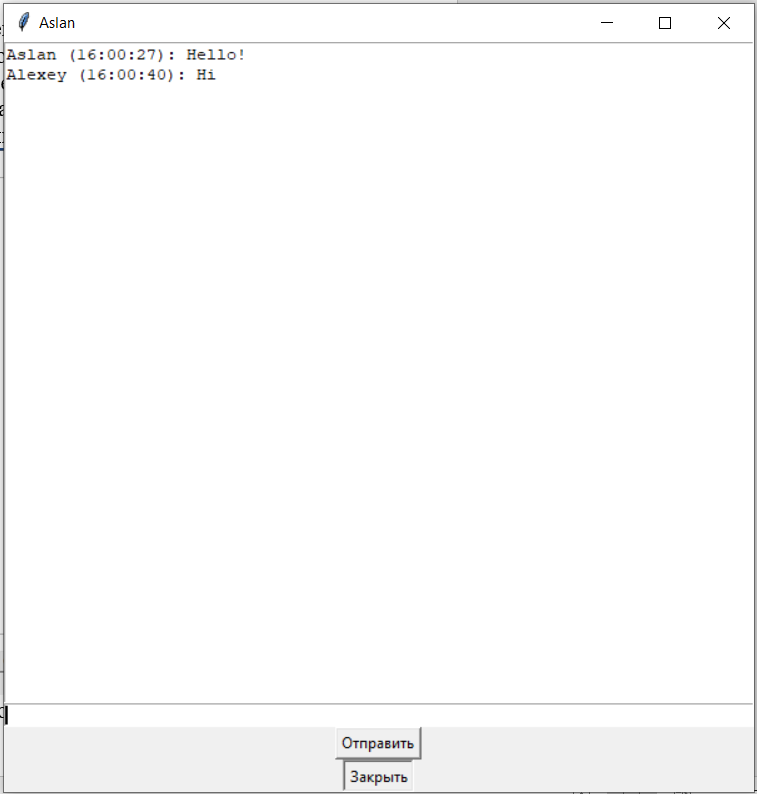 Aslan
Aslan (16:00:27): Hello!
Alexey (16:00:40): Hi
Отправить
Закрыть